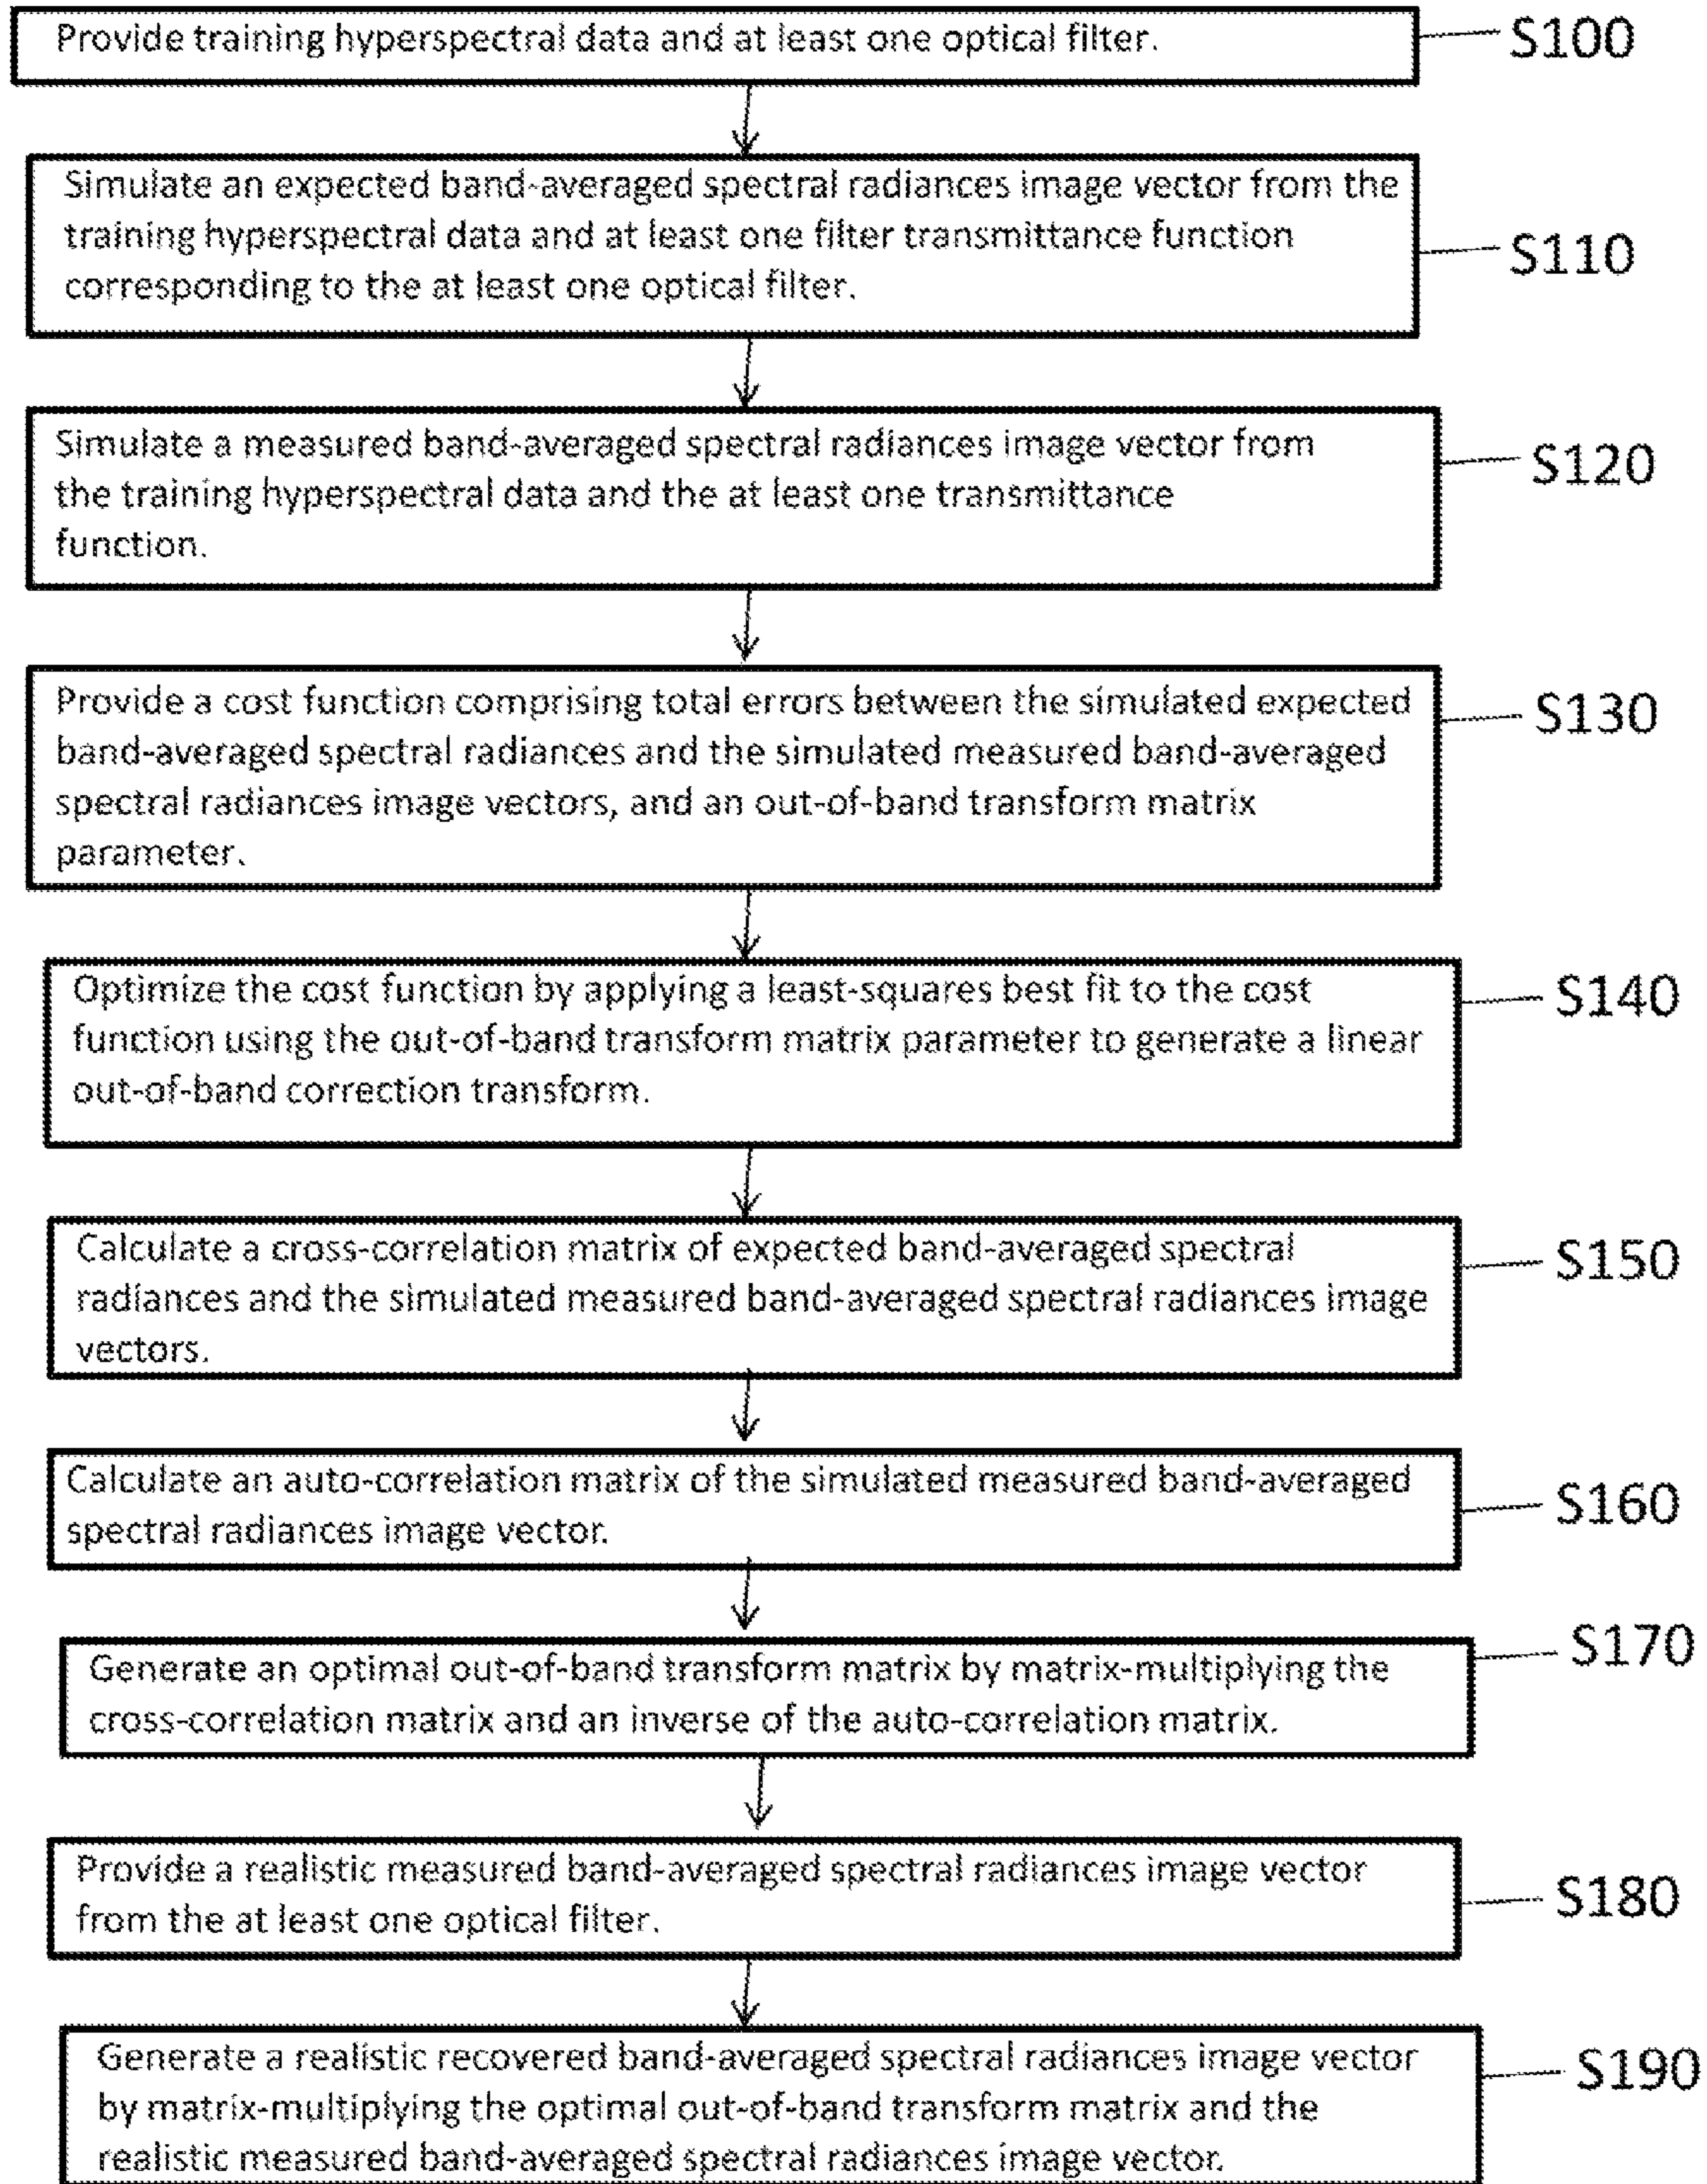 Provide training hyperspectral data and at least one optical filter.
S100
Simulate an expected band-averaged spectral radiances image vector from the
training hyperspectral data and at least one filter transmittance function
corresponding to the at least one optical filter.
S110
Simulate a measured band-averaged spectral radiances image vector from
the training hyperspectral data and the at least one transmittance
function.
S120
Provide a cost function comprising total errors between the simulated expected
band-averaged spectral radiances and the simulated measured band-averaged
spectral radiances image vectors, and an out-of-band transform matrix
parameter.
S130
Optimize the cost function by applying a least-squares best fit to the cost
function using the out-of-band transform matrix parameter to generate a linear
out-of-band correction transform.
S140
Calculate a cross-correlation matrix of expected band-averaged spectral
radiances and the simulated measured band-averaged spectral radiances image
vectors.
S150
Calculate an auto-correlation matrix of the simulated measured band-averaged
spectral radiances image vector.
S160
Generate an optimal out-of-band transform matrix by matrix-multiplying the
cross-correlation matrix and an inverse of the auto-correlation matrix.
S170
Provide a realistic measured band-averaged spectral radiances image vector
from the at least one optical filter.
S180
Generate a realistic recovered band-averaged spectral radiances image vector
by matrix-multiplying the optimal out-of-band transform matrix and the
realistic measured band-averaged spectral radiances image vector.
S190